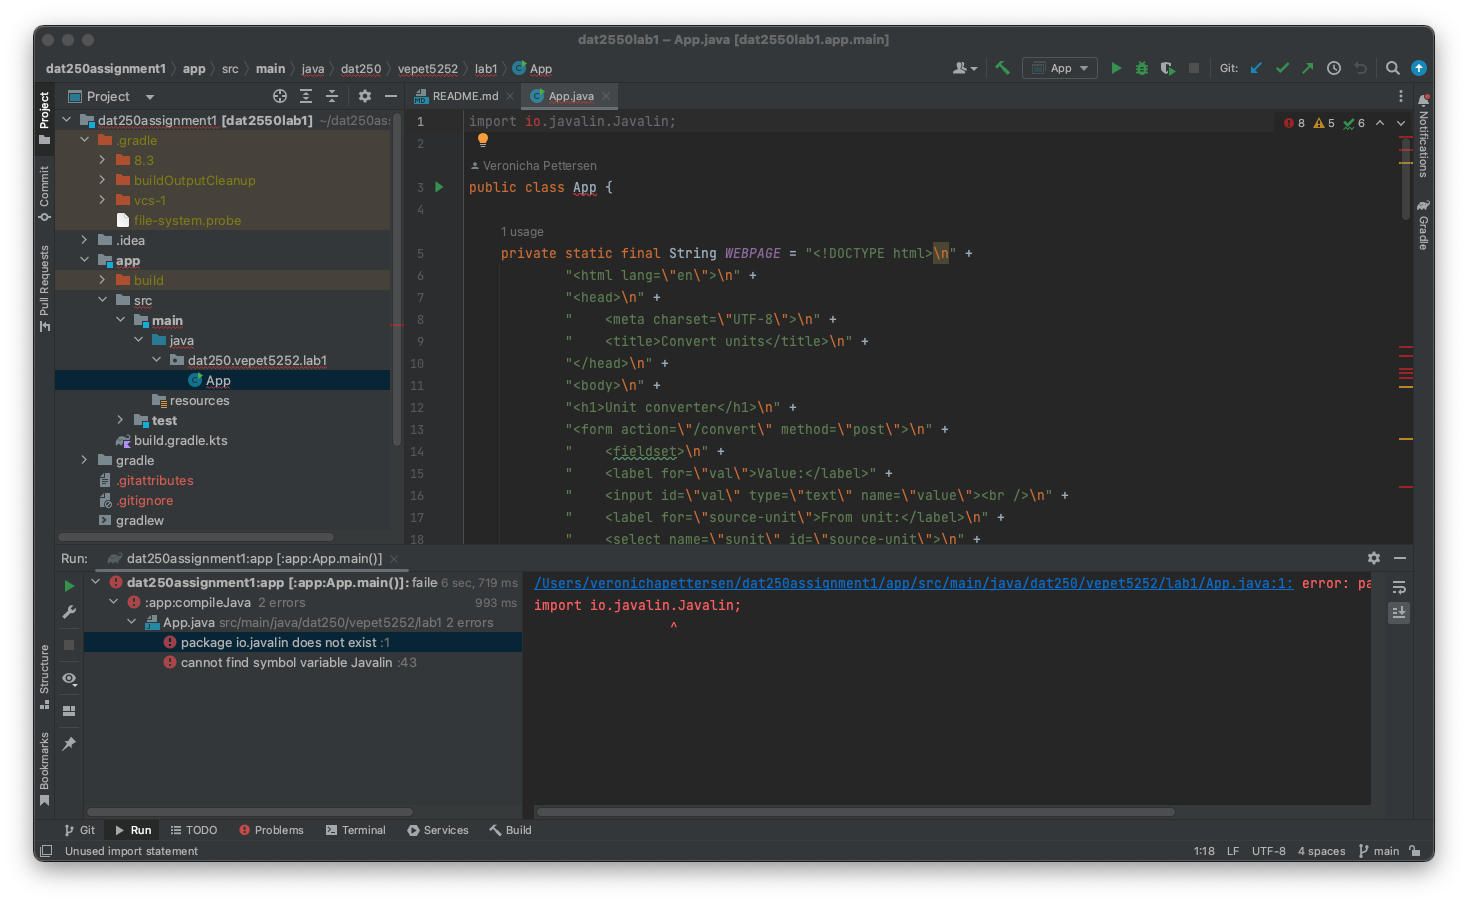 dat2550lab1 – App.java [dat2550lab1.app.main]
dat250assignment1 app src main java dat250 vepet5252 lab1 App
App
Git:
Project
README.md
App.java
Project
Commit
Pull Requests
Structure
Bookmarks
dat250assignment1 [dat2550lab1] ~/dat250as
.gradle
8.3
buildOutputCleanup
vcs-1
file-system.probe
.idea
app
build
src
main
java
dat250.vepet5252.lab1
App
resources
test
build.gradle.kts
gradle
.gitattributes
.gitignore
gradlew
8 5 6
1 import io.javalin.Javalin;
2
Veronicha Pettersen
3 public class App {
4
1 usage
5 private static final String WEBPAGE = "<!DOCTYPE html>\n" +
6 "<html lang=\"en\">\n" +
7 "<head>\n" +
8 "    <meta charset=\"UTF-8\">\n" +
9 "    <title>Convert units</title>\n" +
10 "</head>\n" +
11 "<body>\n" +
12 "<h1>Unit converter</h1>\n" +
13 "<form action=\"/convert\" method=\"post\">\n" +
14 "    <fieldset>\n" +
15 "    <label for=\"val\">Value:</label>" +
16 "    <input id=\"val\" type=\"text\" name=\"value\"><br />\n" +
17 "    <label for=\"source-unit\">From unit:</label>\n" +
18 "    <select name=\"sunit\" id=\"source-unit\">\n" +
Notifications
Gradle
Run: dat250assignment1:app [:app:App.main()]
dat250assignment1:app [:app:App.main()]: faile 6 sec, 719 ms
:app:compileJava 2 errors 993 ms
App.java src/main/java/dat250/vepet5252/lab1 2 errors
package io.javalin does not exist :1
cannot find symbol variable Javalin :43
/Users/veronichapettersen/dat250assignment1/app/src/main/java/dat250/vepet5252/lab1/App.java:1: error: pa
import io.javalin.Javalin;
^
Git Run TODO Problems Terminal Services Build
Unused import statement
1:18 LF UTF-8 4 spaces main